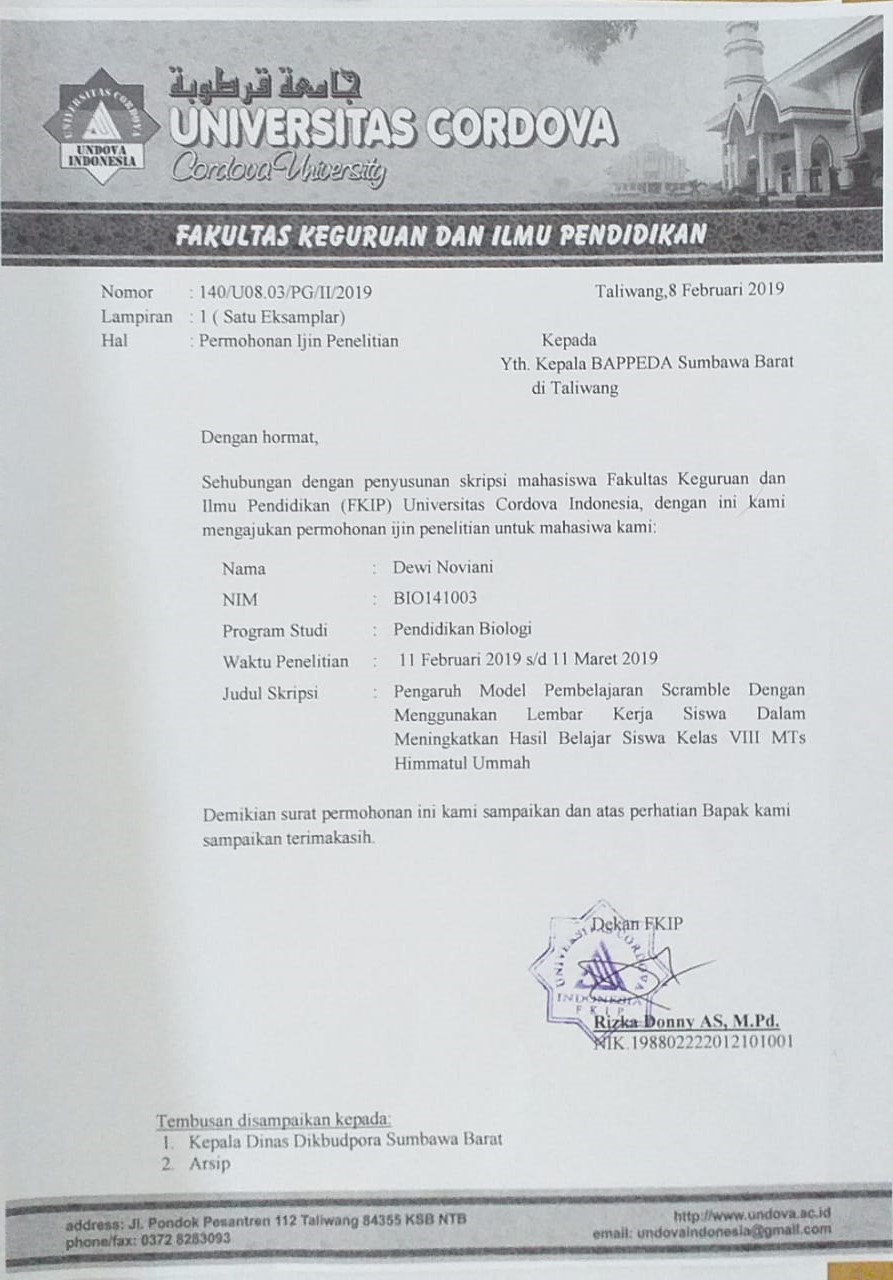 جامعة قرطوبة
UNIVERSITAS CORDOVA
UNIVERSITAS CORDOVA
UNDOVA
INDONESIA
Cordova University
FAKULTAS KEGURUAN DAN ILMU PENDIDIKAN
Nomor : 140/U08.03/PG/II/2019
Taliwang,8 Februari 2019
Lampiran : 1 ( Satu Eksamplar)
Hal : Permohonan Ijin Penelitian
Kepada
Yth. Kepala BAPPEDA Sumbawa Barat
di Taliwang
Dengan hormat,
Sehubungan dengan penyusunan skripsi mahasiswa Fakultas Keguruan dan
Ilmu Pendidikan (FKIP) Universitas Cordova Indonesia, dengan ini kami
mengajukan permohonan ijin penelitian untuk mahasiwa kami:
Nama : Dewi Noviani
NIM : BIO141003
Program Studi : Pendidikan Biologi
Waktu Penelitian : 11 Februari 2019 s/d 11 Maret 2019
Judul Skripsi : Pengaruh Model Pembelajaran Scramble Dengan
Menggunakan Lembar Kerja Siswa Dalam
Meningkatkan Hasil Belajar Siswa Kelas VIII MTs
Himmatul Ummah
Demikian surat permohonan ini kami sampaikan dan atas perhatian Bapak kami
sampaikan terimakasih.
Dekan FKIP
UNIVERSITAS CORDOVA
INDONESIA
FKIP
Rizka Donny AS, M.Pd.
NIK.198802222012101001
Tembusan disampaikan kepada:
1. Kepala Dinas Dikbudpora Sumbawa Barat
2. Arsip
address: Jl. Pondok Pesantren 112 Taliwang 84355 KSB NTB
phone/fax: 0372 8283093
http://www.undova.ac.id
email: undovaindonesia@gmail.com